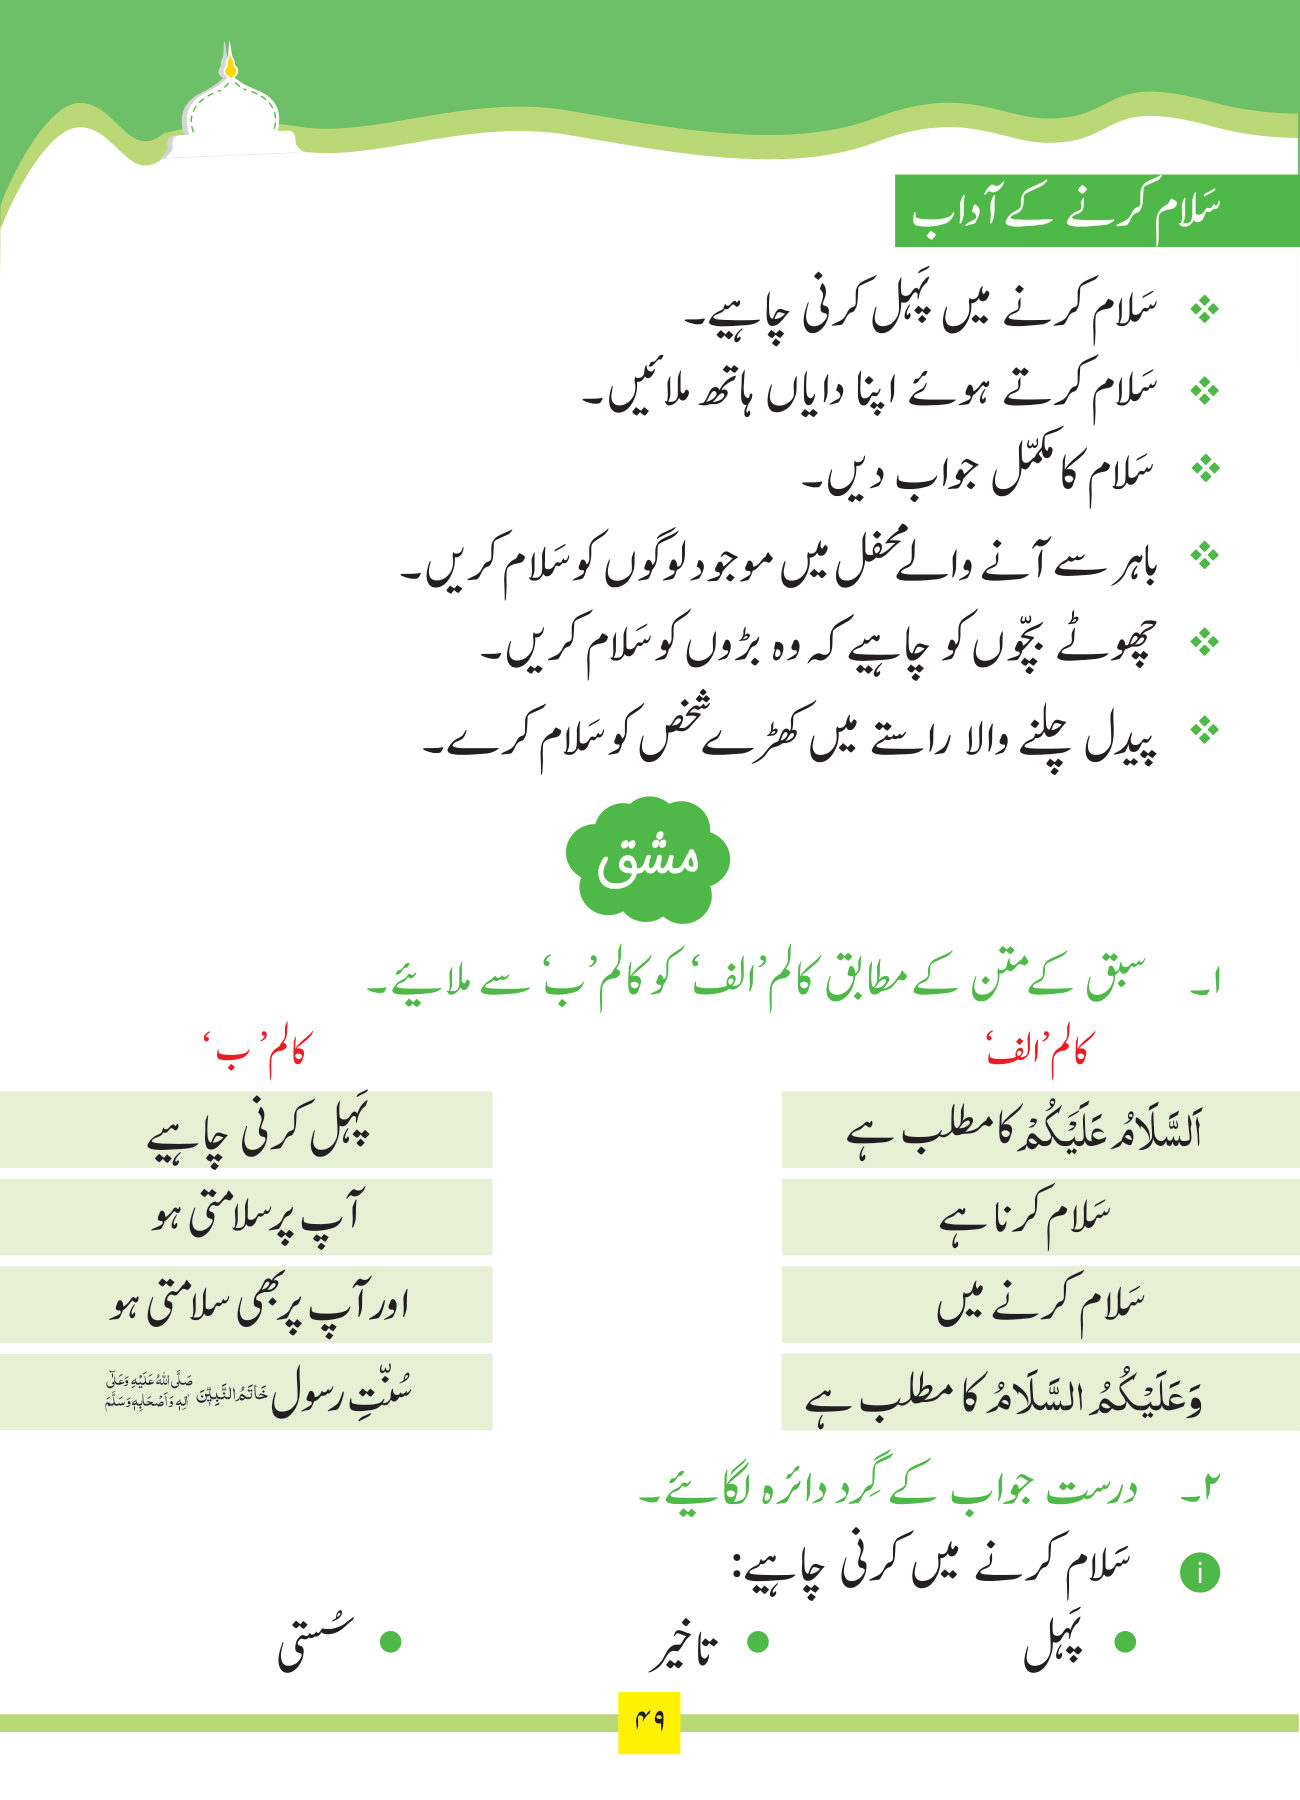 سَلام کرنے کے آداب
❖ سَلام کرنے میں پَہل کرنی چاہیے۔
❖ سَلام کرتے ہوئے اپنا دایاں ہاتھ ملائیں۔
❖ سَلام کا مکمّل جواب دیں۔
❖ باہر سے آنے والے محفل میں موجود لوگوں کو سَلام کریں۔
❖ چھوٹے بچّوں کو چاہیے کہ وہ بڑوں کو سَلام کریں۔
❖ پیدل چلنے والا راستے میں کھڑے شخص کو سَلام کرے۔
مشق
۱۔ سبق کے متن کے مطابق کالم ’الف‘ کو کالم ’ب‘ سے ملائیے۔
کالم ’الف‘ کالم ’ب‘
اَلسَّلَامُ عَلَيْكُمْ کا مطلب ہے پَہل کرنی چاہیے
سَلام کرنا ہے آپ پر سلامتی ہو
سَلام کرنے میں اور آپ پر بھی سلامتی ہو
وَعَلَيْكُمُ السَّلَامُ کا مطلب ہے سُنّتِ رسول خَاتَمُ النَّبِیّٖنَ صَلَّى اللهُ عَلَيْهِ وَعَلٰٓى اٰلِهٖ وَاَصْحَابِهٖ وَسَلَّمَ
۲۔ درست جواب کے گِرد دائرہ لگائیے۔
i سَلام کرنے میں کرنی چاہیے:
● پَہل ● تاخیر ● سُستی
۴۹